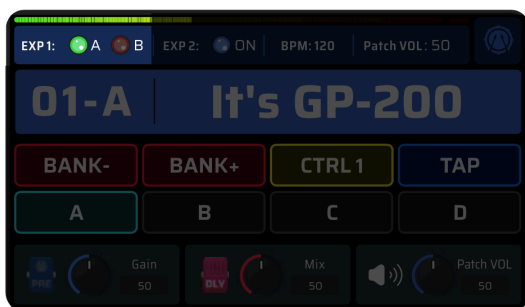 EXP 1: A B EXP 2: ON BPM: 120 Patch VOL: 50
01-A It's GP-200
BANK- BANK+ CTRL 1 TAP
A B C D
Gain Mix Patch VOL
PRE 50 DLY 50 50